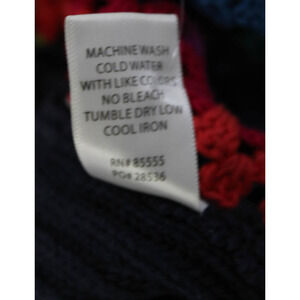 MACHINE WASH
COLD WATER
WITH LIKE COLORS
NO BLEACH
TUMBLE DRY LOW
COOL IRON
RN# 85555
PO# 28536